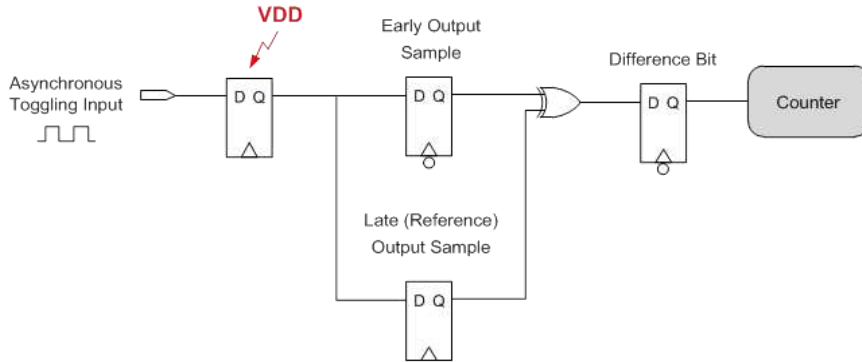 VDD
Early Output
Sample
Difference Bit
Asynchronous
Toggling Input
D Q
D Q
D Q
Counter
Late (Reference)
Output Sample
D Q